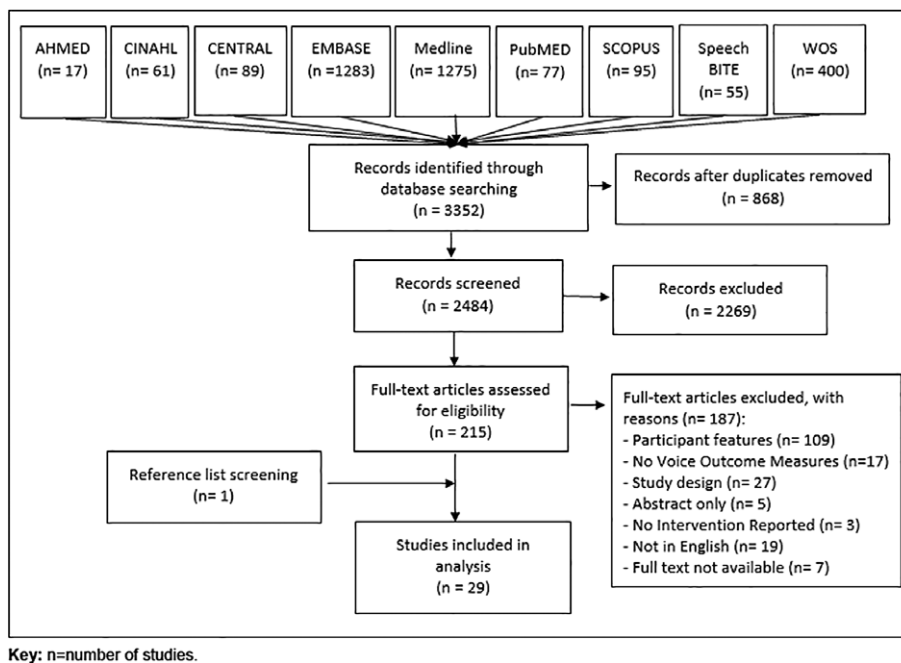 AHMED
(n= 17)
CINAHL
(n= 61)
CENTRAL
(n= 89)
EMBASE
(n =1283)
Medline
(n= 1275)
PubMED
(n= 77)
SCOPUS
(n= 95)
Speech
BITE
(n= 55)
WOS
(n= 400)
Records identified through
database searching
(n = 3352)
Records after duplicates removed
(n = 868)
Records screened
(n = 2484)
Records excluded
(n = 2269)
Full-text articles assessed
for eligibility
(n = 215)
Full-text articles excluded, with
reasons (n= 187):
- Participant features (n= 109)
- No Voice Outcome Measures (n=17)
- Study design (n= 27)
- Abstract only (n= 5)
- No Intervention Reported (n= 3)
- Not in English (n= 19)
- Full text not available (n= 7)
Reference list screening
(n= 1)
Studies included in
analysis
(n = 29)
Key: n=number of studies.